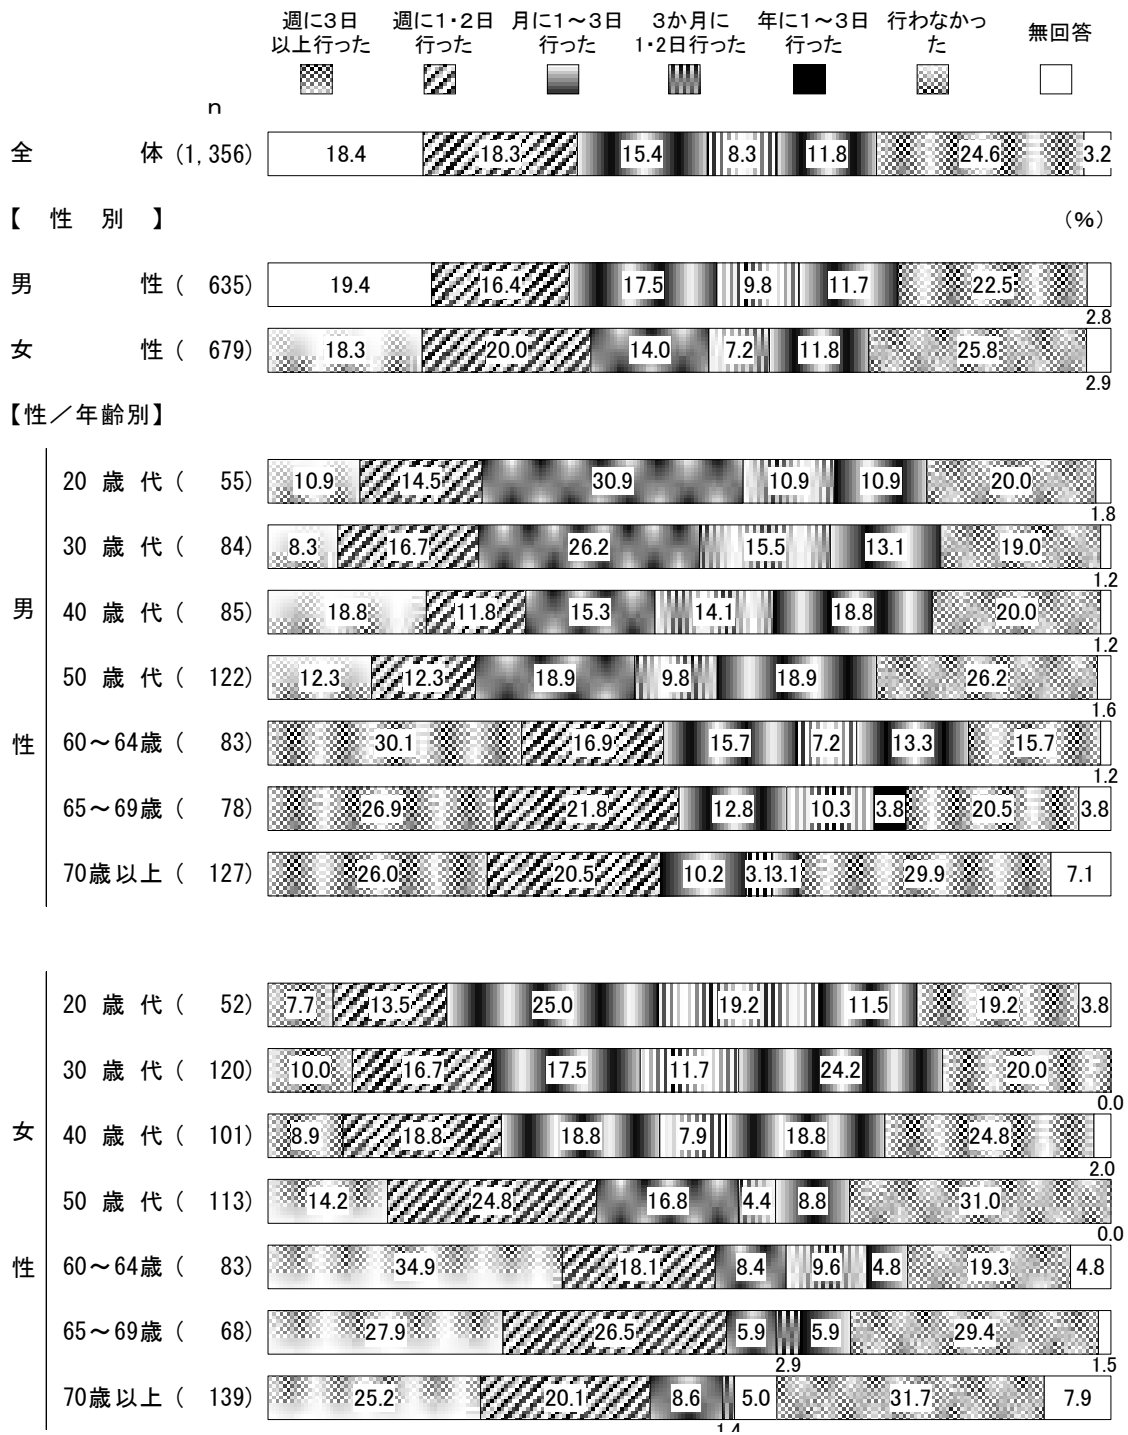 週に3日 週に1・2日 月に1～3日 3か月に 年に1～3日 行わなかっ 無回答
以上行った 行った 行った 1・2日行った 行った た
n
全体(1,356) 18.4 18.3 15.4 8.3 11.8 24.6 3.2
【性別】 (%)
男性( 635) 19.4 16.4 17.5 9.8 11.7 22.5
2.8
女性( 679) 18.3 20.0 14.0 7.2 11.8 25.8
2.9
【性／年齢別】
20歳代( 55) 10.9 14.5 30.9 10.9 10.9 20.0
1.8
30歳代( 84) 8.3 16.7 26.2 15.5 13.1 19.0
1.2
男 40歳代( 85) 18.8 11.8 15.3 14.1 18.8 20.0
1.2
50歳代( 122) 12.3 12.3 18.9 9.8 18.9 26.2
1.6
性 60～64歳( 83) 30.1 16.9 15.7 7.2 13.3 15.7
1.2
65～69歳( 78) 26.9 21.8 12.8 10.3 3.8 20.5 3.8
70歳以上( 127) 26.0 20.5 10.2 3.1 3.1 29.9 7.1
20歳代( 52) 7.7 13.5 25.0 19.2 11.5 19.2 3.8
30歳代( 120) 10.0 16.7 17.5 11.7 24.2 20.0
0.0
女 40歳代( 101) 8.9 18.8 18.8 7.9 18.8 24.8
2.0
50歳代( 113) 14.2 24.8 16.8 4.4 8.8 31.0
0.0
性 60～64歳( 83) 34.9 18.1 8.4 9.6 4.8 19.3 4.8
65～69歳( 68) 27.9 26.5 5.9 5.9 29.4
2.9 1.5
70歳以上( 139) 25.2 20.1 8.6 5.0 31.7 7.9
1.4